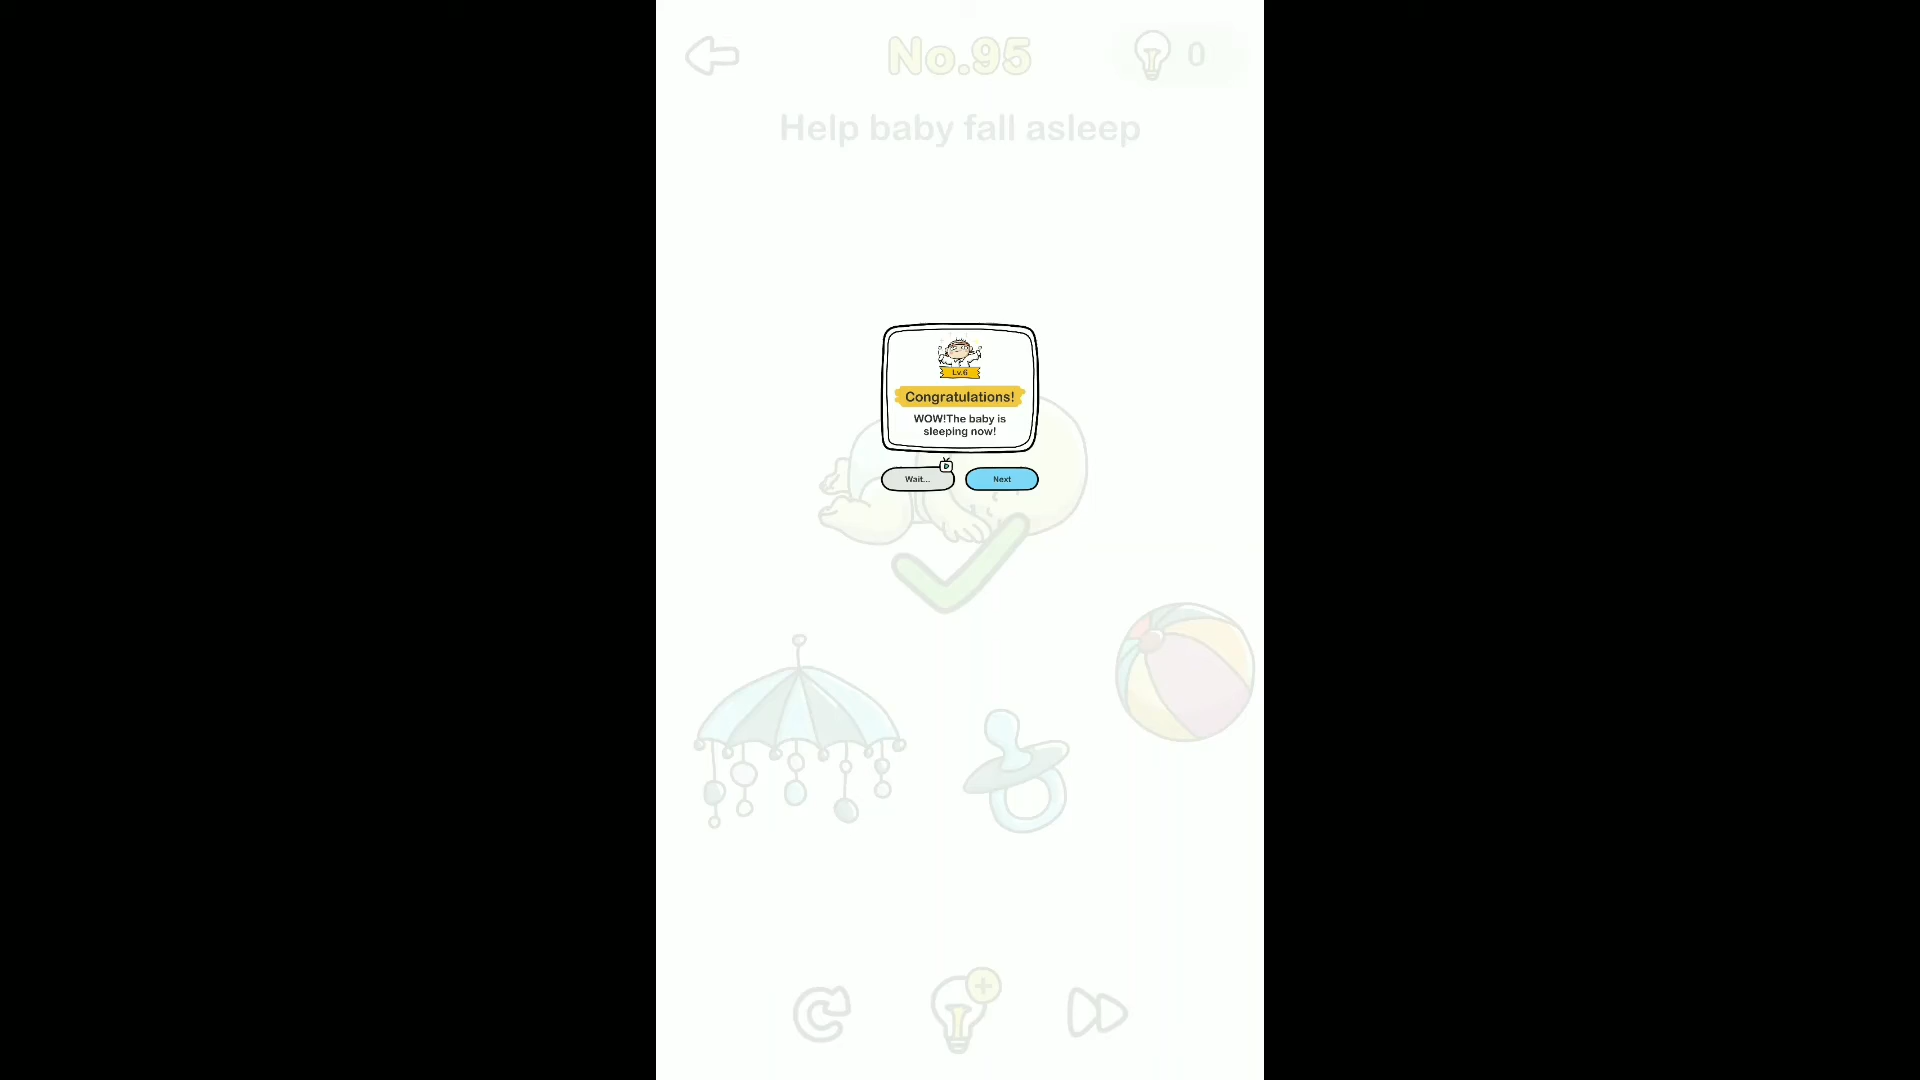 No.95
0
Help baby fall asleep
Lv.6
Congratulations!
WOW!The baby is
sleeping now!
Wait...
Next